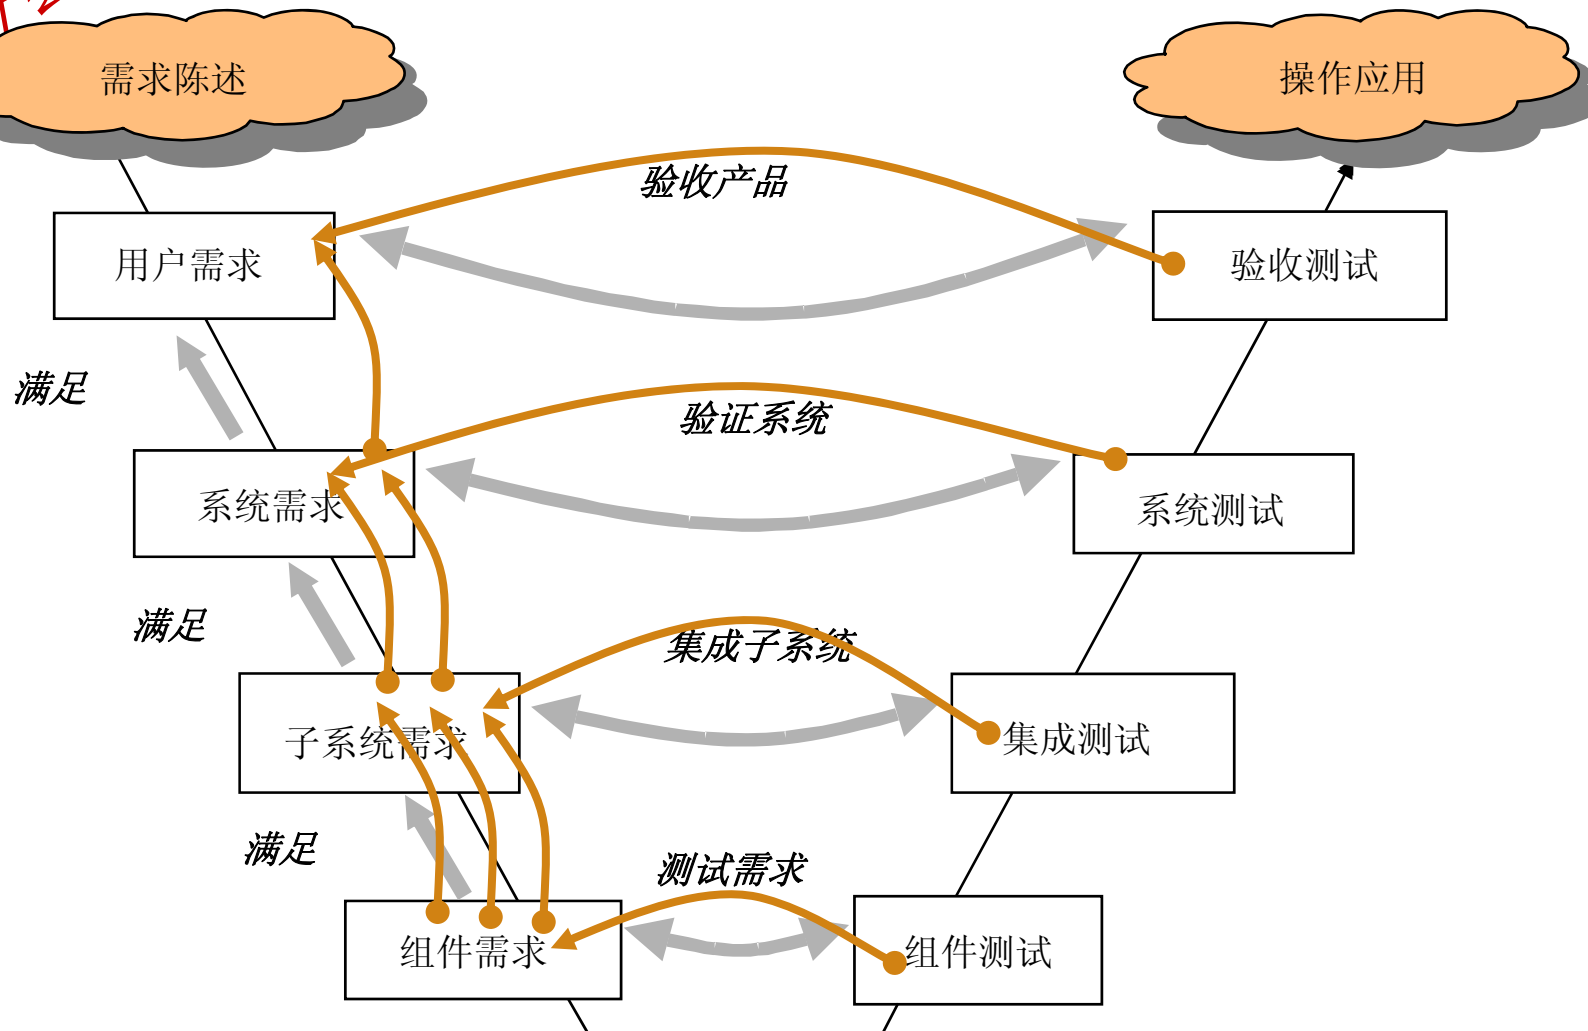 需求陈述
操作应用
验收产品
用户需求
验收测试
满足
验证系统
系统需求
系统测试
满足
集成子系统
子系统需求
集成测试
满足
测试需求
组件需求
组件测试